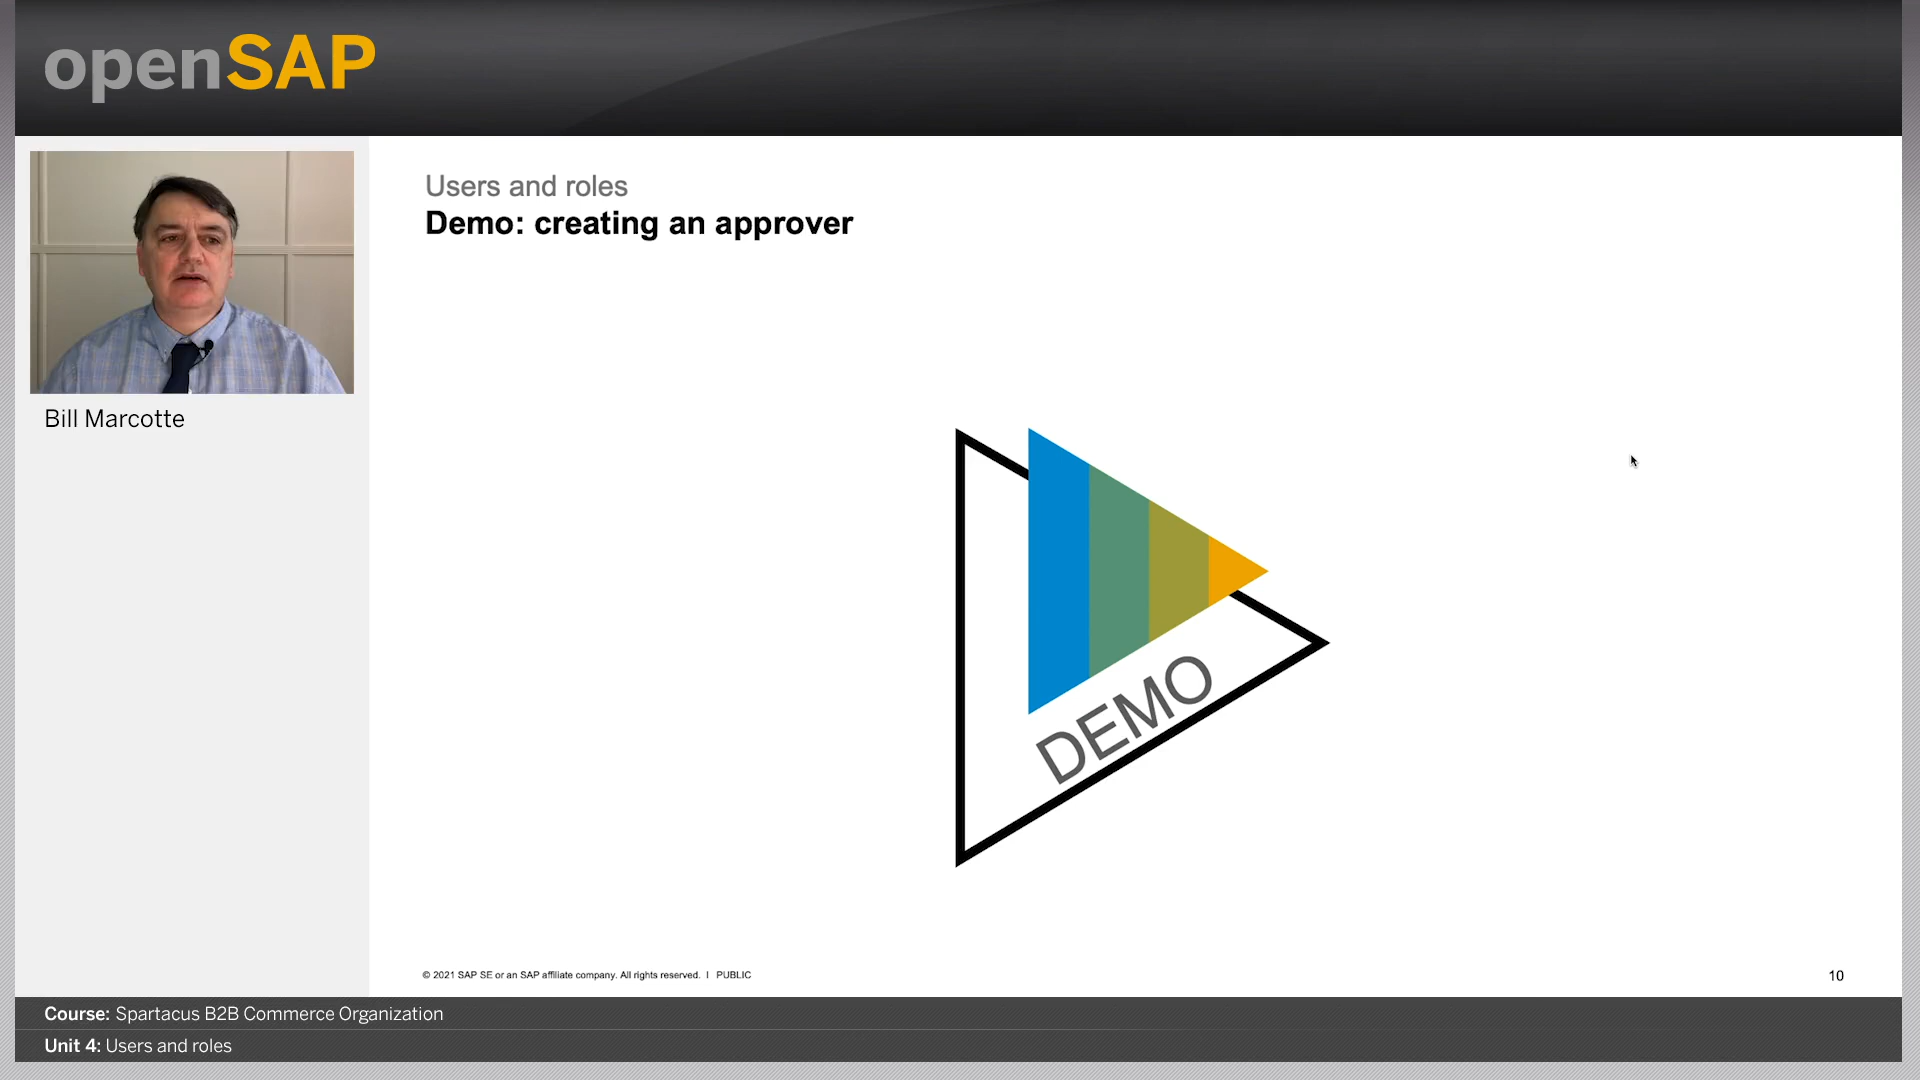 openSAP
Bill Marcotte
Users and roles
Demo: creating an approver
DEMO
© 2021 SAP SE or an SAP affiliate company. All rights reserved. I PUBLIC
10
Course: Spartacus B2B Commerce Organization
Unit 4: Users and roles